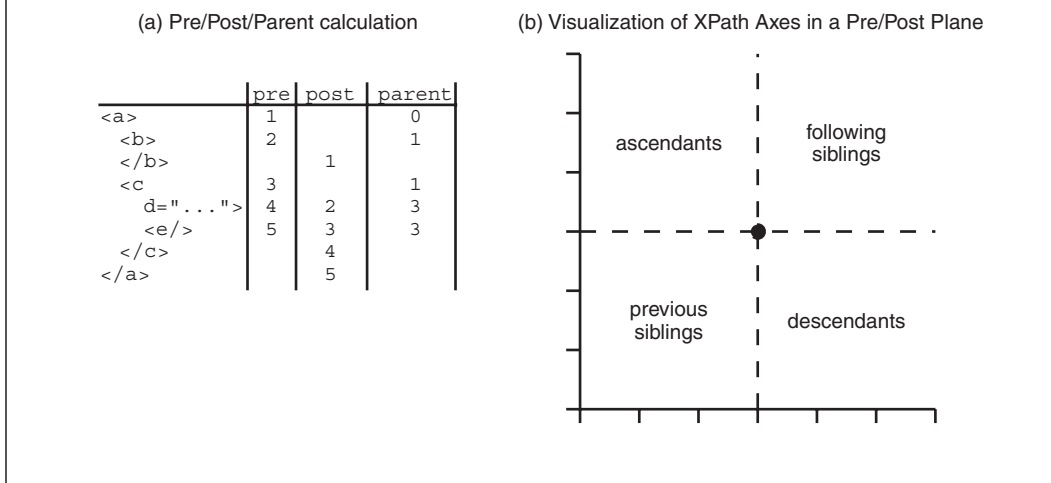 (a) Pre/Post/Parent calculation
pre post parent
<a> 1 0
<b> 2 1
</b> 1
<c 3 1
d="..."> 4 2 3
<e/> 5 3 3
</c> 4
</a> 5
(b) Visualization of XPath Axes in a Pre/Post Plane
ascendants
following
siblings
previous
siblings
descendants